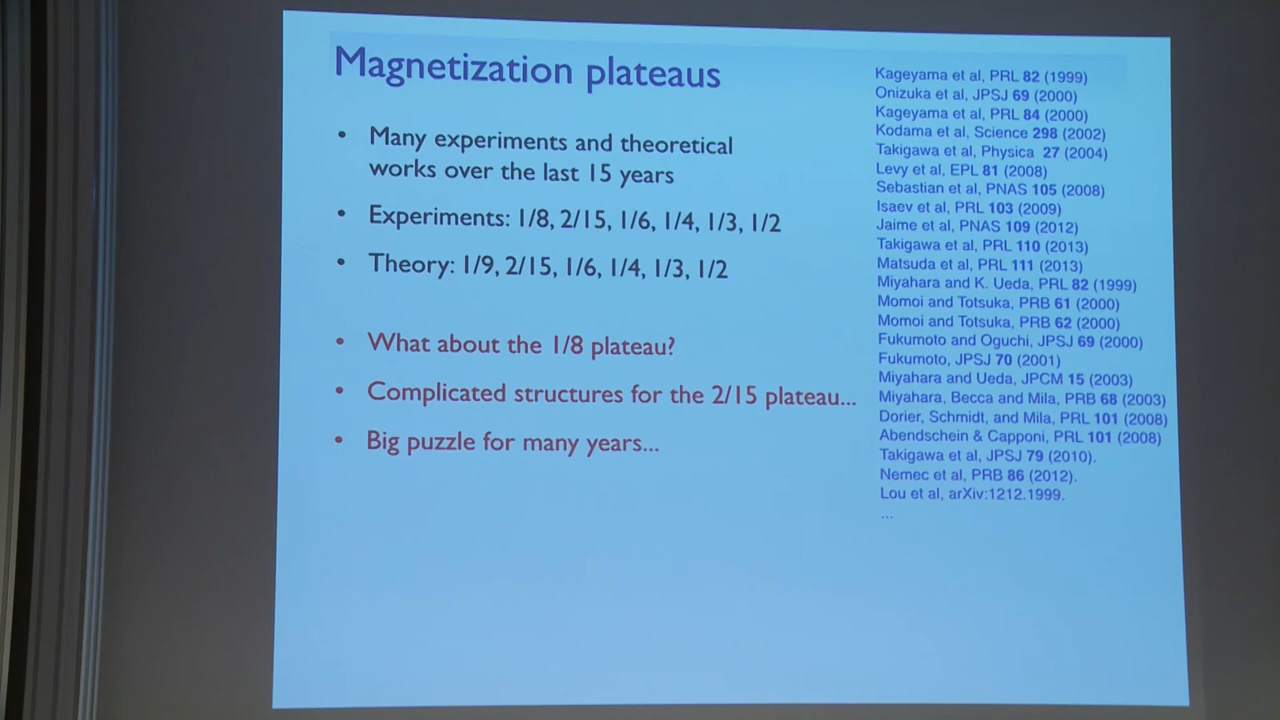 Magnetization plateaus
• Many experiments and theoretical
works over the last 15 years
• Experiments: 1/8, 2/15, 1/6, 1/4, 1/3, 1/2
• Theory: 1/9, 2/15, 1/6, 1/4, 1/3, 1/2
• What about the 1/8 plateau?
• Complicated structures for the 2/15 plateau...
• Big puzzle for many years...
Kageyama et al, PRL 82 (1999)
Onizuka et al, JPSJ 69 (2000)
Kageyama et al, PRL 84 (2000)
Kodama et al, Science 298 (2002)
Takigawa et al, Physica 27 (2004)
Levy et al, EPL 81 (2008)
Sebastian et al, PNAS 105 (2008)
Isaev et al, PRL 103 (2009)
Jaime et al, PNAS 109 (2012)
Takigawa et al, PRL 110 (2013)
Matsuda et al, PRL 111 (2013)
Miyahara and K. Ueda, PRL 82 (1999)
Momoi and Totsuka, PRB 61 (2000)
Momoi and Totsuka, PRB 62 (2000)
Fukumoto and Oguchi, JPSJ 69 (2000)
Fukumoto, JPSJ 70 (2001)
Miyahara and Ueda, JPCM 15 (2003)
Miyahara, Becca and Mila, PRB 68 (2003)
Dorier, Schmidt, and Mila, PRL 101 (2008)
Abendschein & Capponi, PRL 101 (2008)
Takigawa et al, JPSJ 79 (2010).
Nemec et al, PRB 86 (2012).
Lou et al, arXiv:1212.1999.
...